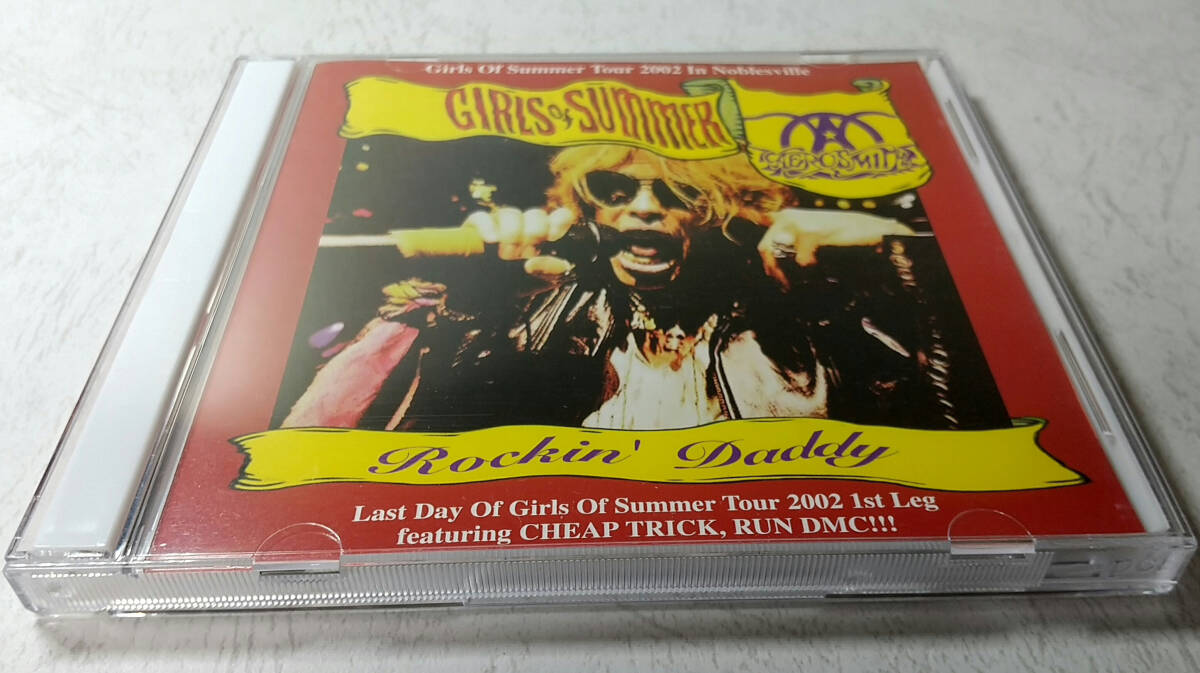 Girls Of Summer Tour 2002 In Noblesville
GIRLS of SUMMER
AEROSMITH
Rockin' Daddy
Last Day Of Girls Of Summer Tour 2002 1st Leg
featuring CHEAP TRICK, RUN DMC!!!